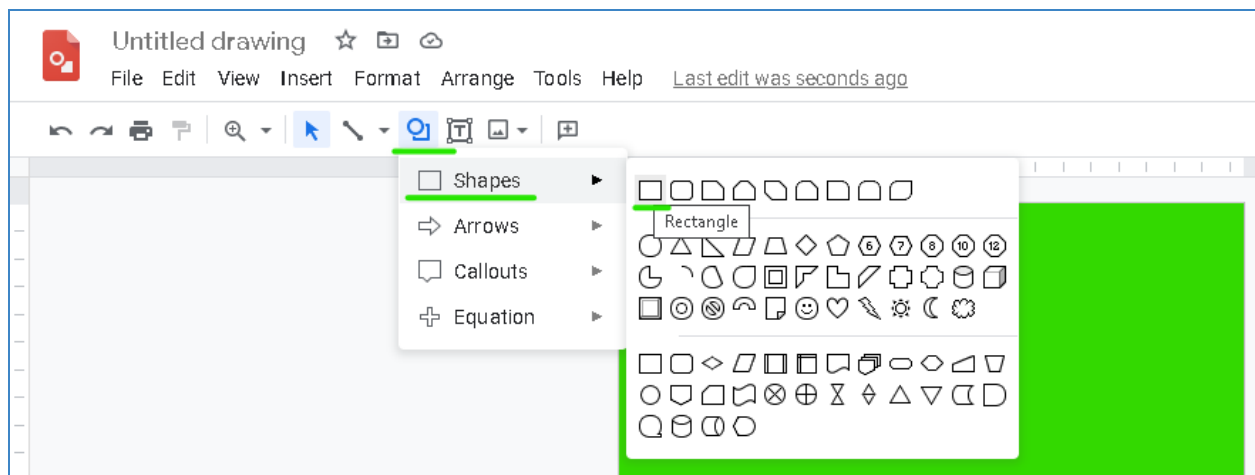 Untitled drawing
File Edit View Insert Format Arrange Tools Help Last edit was seconds ago
Shapes
Arrows
Callouts
Equation
Rectangle
6 7 8 10 12